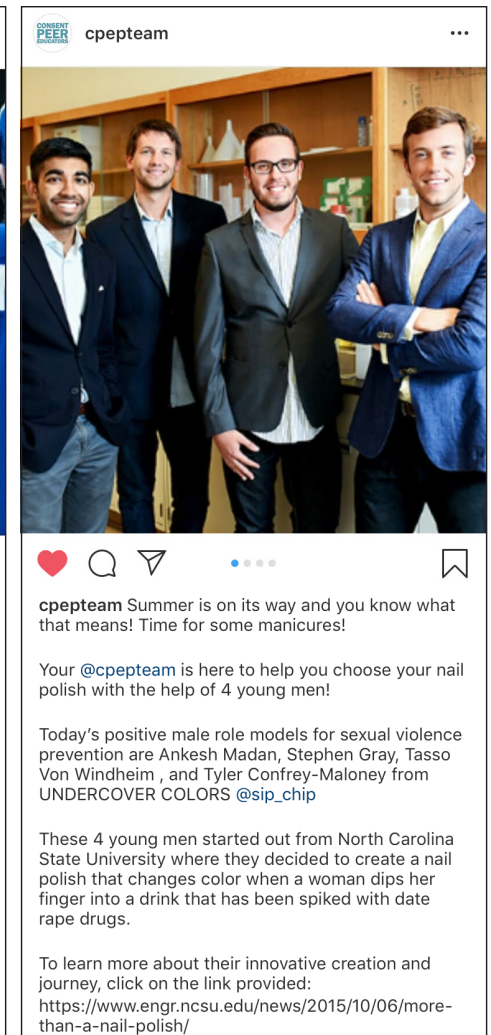 CONSENT
PEER
EDUCATORS
cpepteam
cpepteam Summer is on its way and you know what
that means! Time for some manicures!
Your @cpepteam is here to help you choose your nail
polish with the help of 4 young men!
Today’s positive male role models for sexual violence
prevention are Ankesh Madan, Stephen Gray, Tasso
Von Windheim , and Tyler Confrey-Maloney from
UNDERCOVER COLORS @sip_chip
These 4 young men started out from North Carolina
State University where they decided to create a nail
polish that changes color when a woman dips her
finger into a drink that has been spiked with date
rape drugs.
To learn more about their innovative creation and
journey, click on the link provided:
https://www.engr.ncsu.edu/news/2015/10/06/more-
than-a-nail-polish/